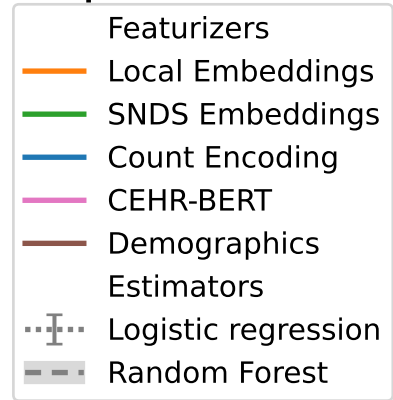 Featurizers
Local Embeddings
SNDS Embeddings
Count Encoding
CEHR-BERT
Demographics
Estimators
Logistic regression
Random Forest